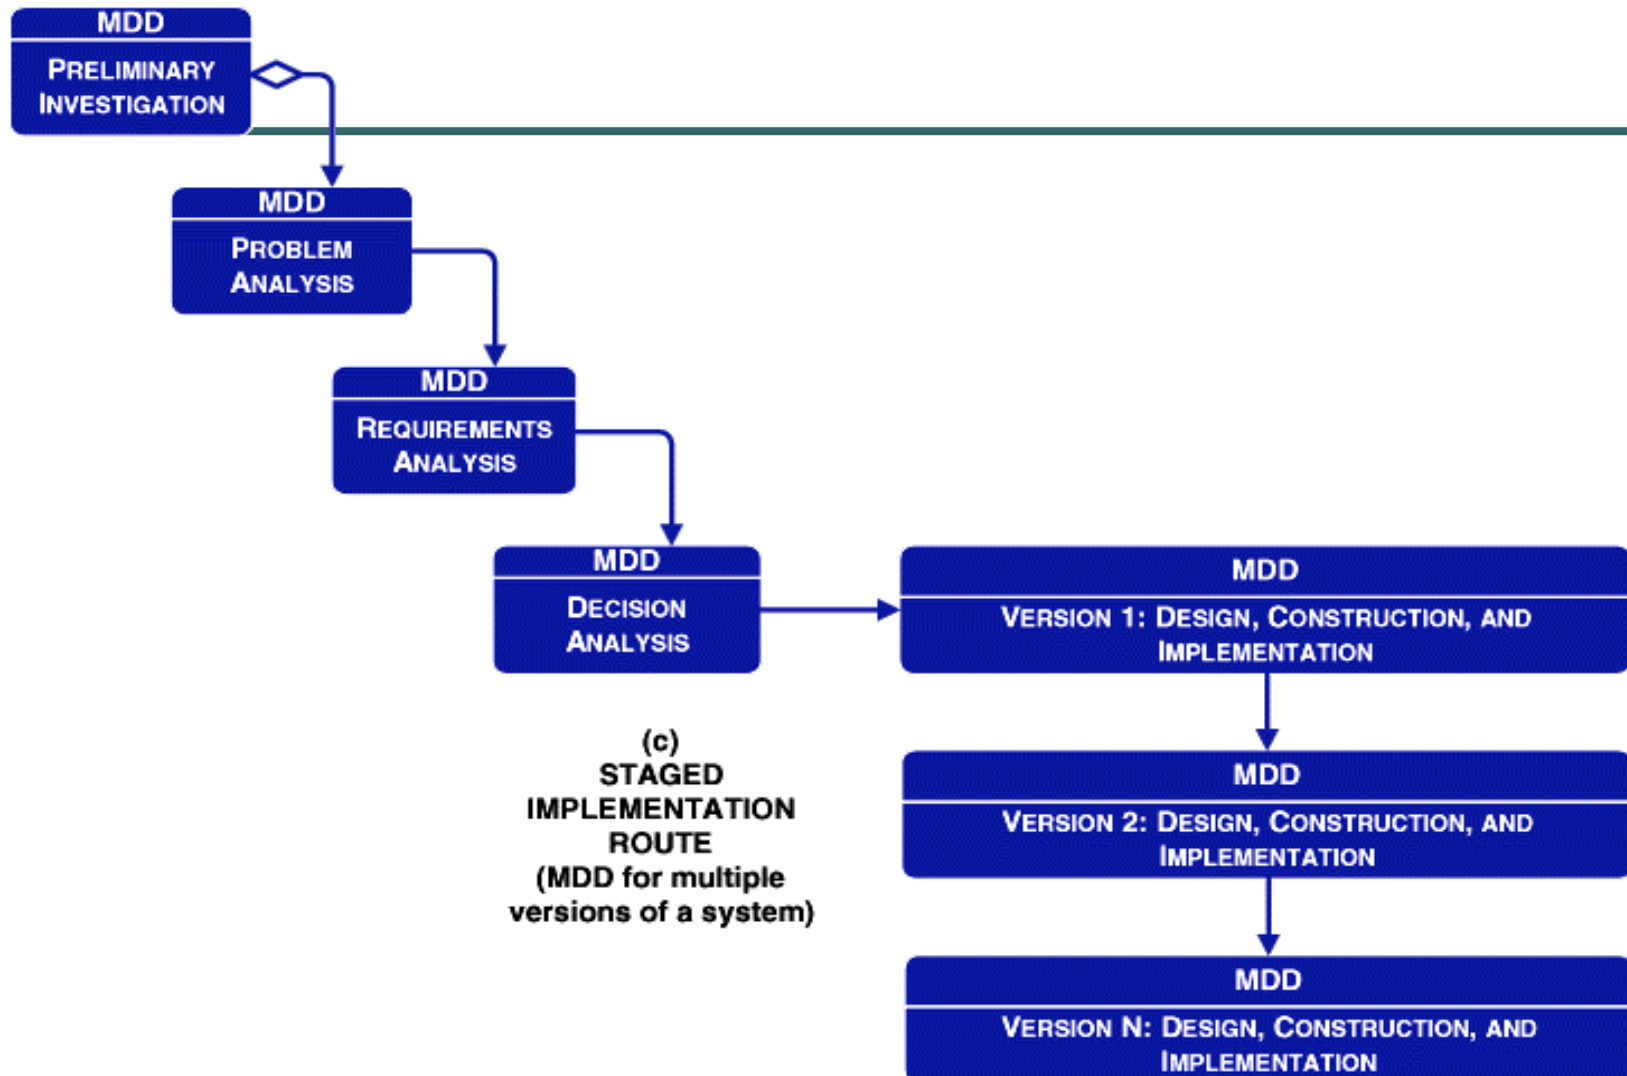 MDD
PRELIMINARY
INVESTIGATION
MDD
PROBLEM
ANALYSIS
MDD
REQUIREMENTS
ANALYSIS
MDD
DECISION
ANALYSIS
MDD
VERSION 1: DESIGN, CONSTRUCTION, AND
IMPLEMENTATION
(c)
STAGED
IMPLEMENTATION
ROUTE
(MDD for multiple
versions of a system)
MDD
VERSION 2: DESIGN, CONSTRUCTION, AND
IMPLEMENTATION
MDD
VERSION N: DESIGN, CONSTRUCTION, AND
IMPLEMENTATION